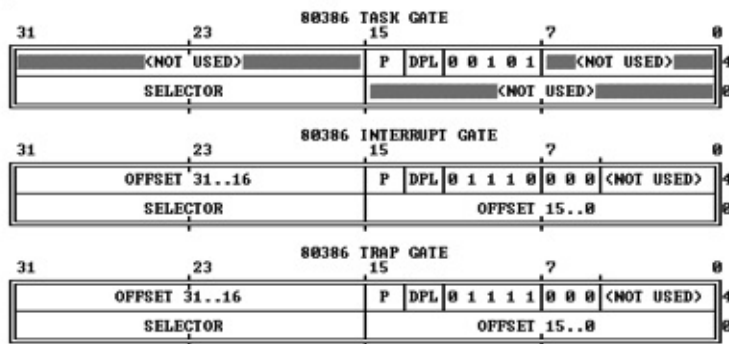 80386 TASK GATE
31 23 15 7 0
(NOT USED) P DPL 0 0 1 0 1 (NOT USED) 4
SELECTOR (NOT USED) 0
80386 INTERRUPT GATE
31 23 15 7 0
OFFSET 31..16 P DPL 0 1 1 1 0 0 0 0 (NOT USED) 4
SELECTOR OFFSET 15..0 0
80386 TRAP GATE
31 23 15 7 0
OFFSET 31..16 P DPL 0 1 1 1 1 0 0 0 (NOT USED) 4
SELECTOR OFFSET 15..0 0